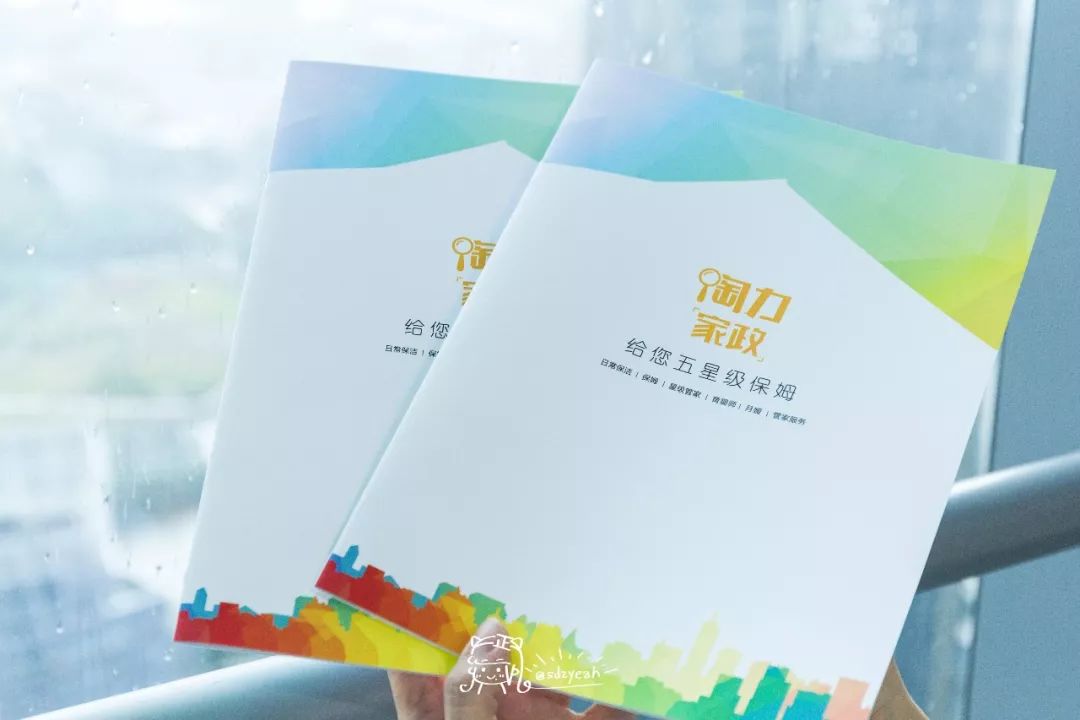 淘
家
给您
日常保洁 | 保
淘力
「家政」
给您五星级保姆
日常保洁 | 保姆 | 星级管家 | 育婴师 | 月嫂 | 管家服务
@sdzyeah